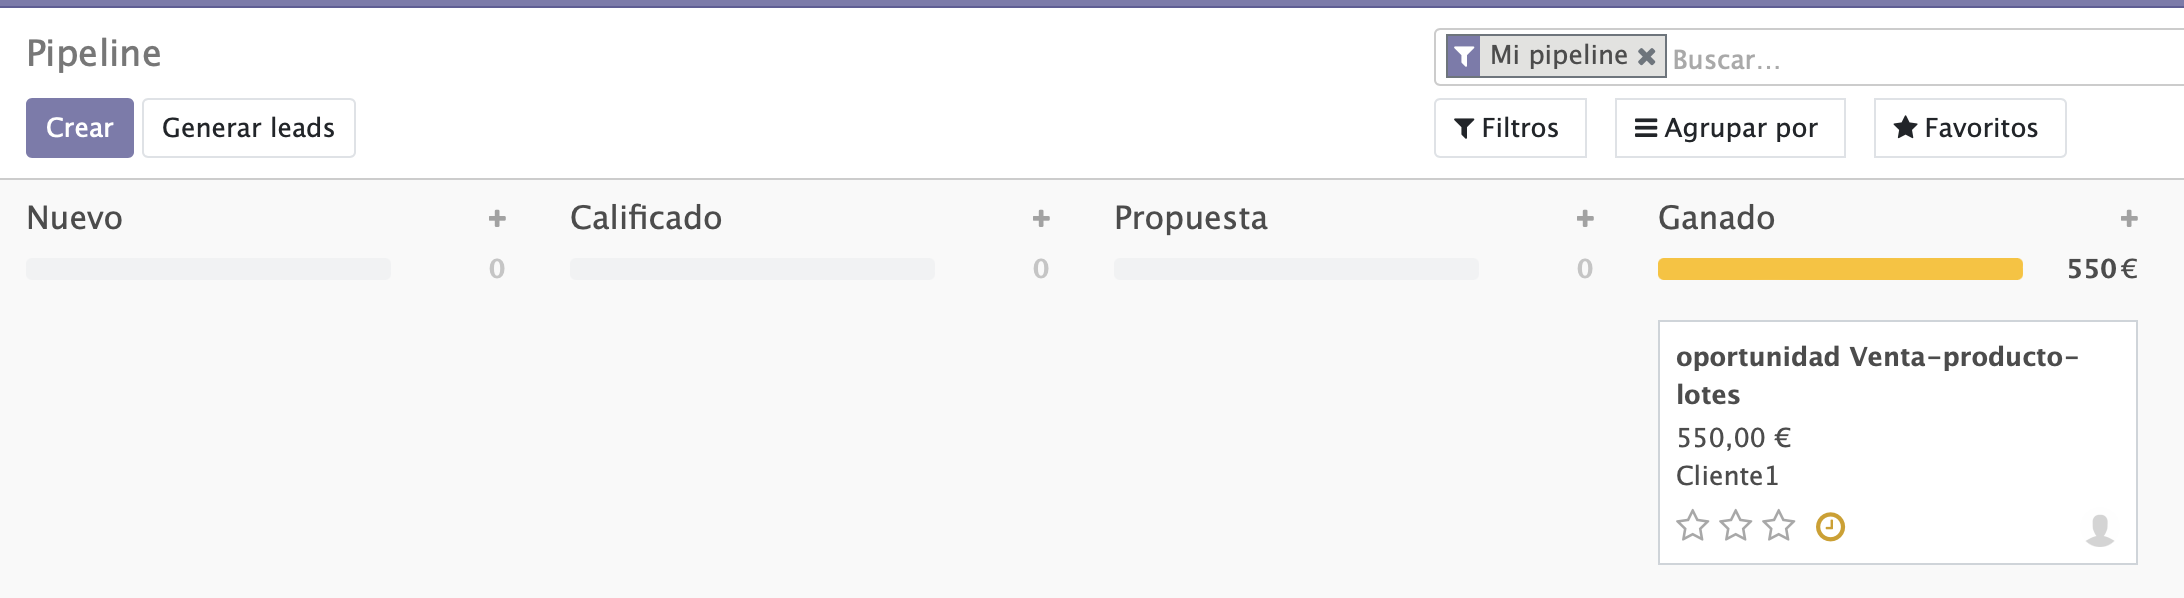 Pipeline
Mi pipeline Buscar...
Crear Generar leads Filtros Agrupar por Favoritos
Nuevo Calificado Propuesta Ganado
0 0 0 550 €
oportunidad Venta-producto-
lotes
550,00 €
Cliente1